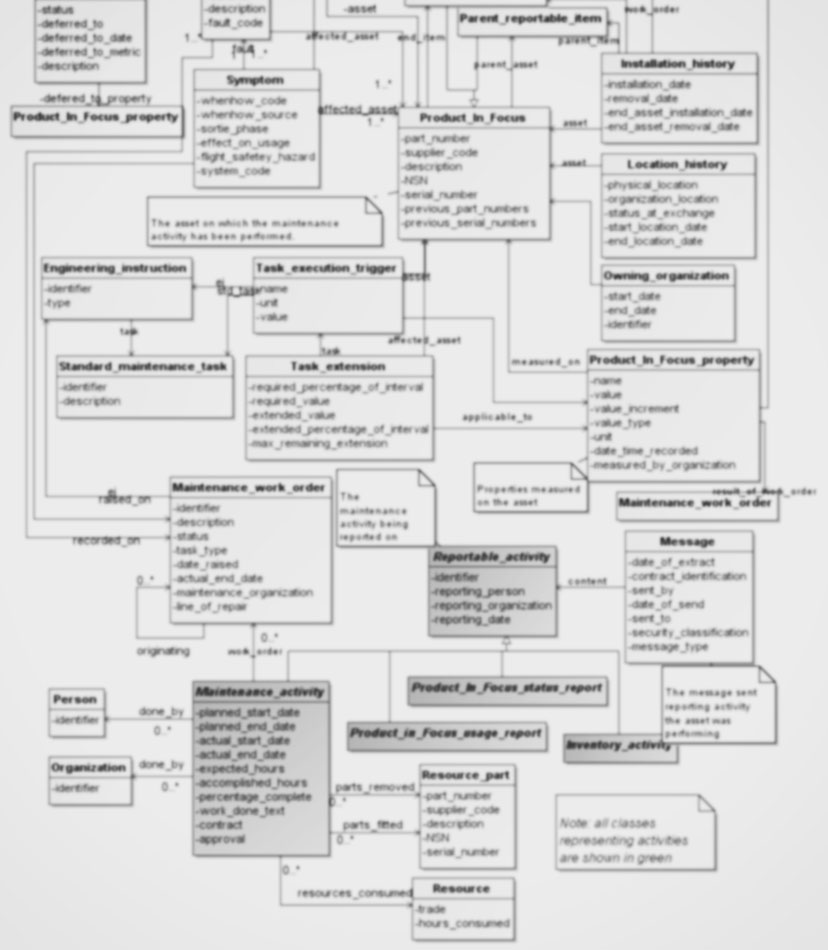 -status
-deferred_to
-deferred_to_date
-deferred_to_metric
-description
-defered_to_property
Product_In_Focus_property
-description
-fault_code
1..*
fault
1..*
-asset
affected_asset
end_item
Parent_reportable_item
work_order
parent_item
parent_asset
Symptom
-whenhow_code
-whenhow_source
-sortie_phase
-effect_on_usage
-flight_safetey_hazard
-system_code
affected_asset
1..*
1..*
Product_In_Focus
-part_number
-supplier_code
-description
-NSN
-serial_number
-previous_part_numbers
-previous_serial_numbers
Installation_history
-installation_date
-removal_date
-end_asset_installation_date
-end_asset_removal_date
asset
Location_history
-physical_location
-organization_location
-status_at_exchange
-start_location_date
-end_location_date
asset
Owning_organization
-start_date
-end_date
-identifier
The asset on which the maintenance
activity has been performed.
Engineering_instruction
-identifier
-type
Task_execution_trigger
-name
-unit
-value
std_task
asset
task
task
affected_asset
Standard_maintenance_task
-identifier
-description
Task_extension
-required_percentage_of_interval
-required_value
-extended_value
-extended_percentage_of_interval
-max_remaining_extension
measured_on
applicable_to
Product_In_Focus_property
-name
-value
-value_increment
-value_type
-unit
-date_time_recorded
-measured_by_organization
Properties measured
on the asset
result_of_work_order
Maintenance_work_order
raised_on
recorded_on
Maintenance_work_order
-identifier
-description
-status
-task_type
-date_raised
-actual_end_date
-maintenance_organization
-line_of_repair
0..*
originating
The
maintenance
activity being
reported on
Reportable_activity
-identifier
-reporting_person
-reporting_organization
-reporting_date
content
Message
-date_of_extract
-contract_identification
-sent_by
-date_of_send
-sent_to
-security_classification
-message_type
The message sent
reporting activity
the asset was
performing
0..*
work_order
Maintenance_activity
-planned_start_date
-planned_end_date
-actual_start_date
-actual_end_date
-expected_hours
-accomplished_hours
-percentage_complete
-work_done_text
-contract
-approval
Person
-identifier
done_by
0..*
Organization
-identifier
done_by
0..*
Product_In_Focus_status_report
Product_in_Focus_usage_report
Inventory_activity
parts_removed
0..*
parts_fitted
0..*
Resource_part
-part_number
-supplier_code
-description
-NSN
-serial_number
Note: all classes
representing activities
are shown in green
0..*
resources_consumed
Resource
-trade
-hours_consumed